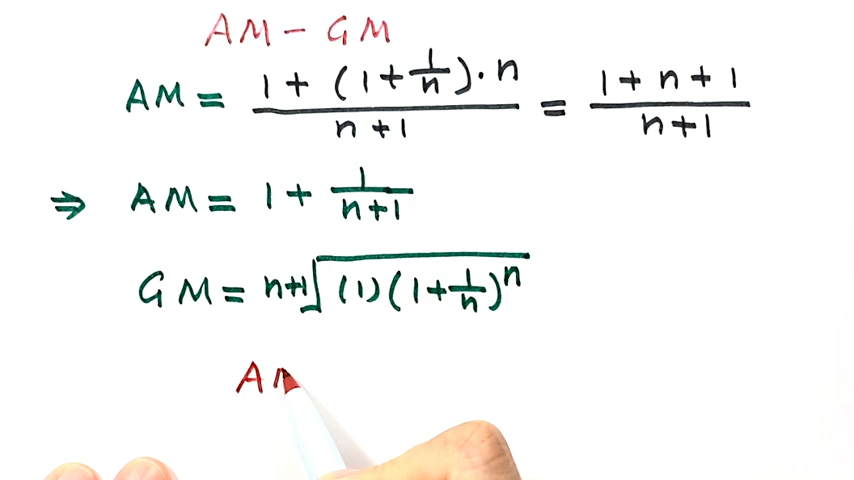 AM - GM
AM = (1 + (1 + 1/n) · n)/(n + 1) = (1 + n + 1)/(n + 1)
⇒ AM = 1 + 1/(n + 1)
GM = ⁿ⁺¹√((1)(1 + 1/n)ⁿ)
AM